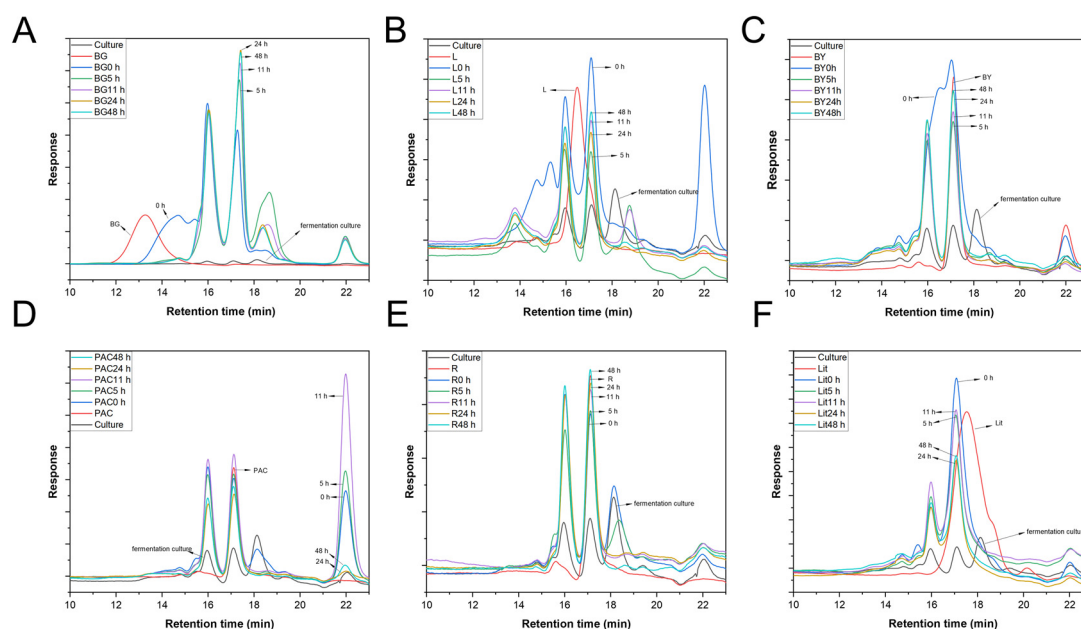 A
Response
Culture
BG
BG0 h
BG5 h
BG11 h
BG24 h
BG48 h
24 h
48 h
11 h
5 h
BG
0 h
fermentation culture
10 12 14 16 18 20 22
Retention time (min)
B
Response
Culture
L
L0 h
L5 h
L11 h
L24 h
L48 h
0 h
L
48 h
11 h
24 h
5 h
fermentation culture
10 12 14 16 18 20 22
Retention time (min)
C
Response
Culture
BY
BY0h
BY5h
BY11h
BY24h
BY48h
BY
0 h
48 h
24 h
11 h
5 h
fermentation culture
10 12 14 16 18 20 22
Retention time (min)
D
Response
PAC48 h
PAC24 h
PAC11 h
PAC5 h
PAC0 h
PAC
Culture
11 h
PAC
5 h
0 h
fermentation culture
48 h
24 h
10 12 14 16 18 20 22
Retention time (min)
E
Response
Culture
R
R0 h
R5 h
R11 h
R24 h
R48 h
48 h
R
24 h
11 h
5 h
0 h
fermentation culture
10 12 14 16 18 20 22
Retention time (min)
F
Response
Culture
Lit
Lit0 h
Lit5 h
Lit11 h
Lit24 h
Lit48 h
0 h
11 h
5 h
Lit
48 h
24 h
fermentation culture
10 12 14 16 18 20 22
Retention time (min)